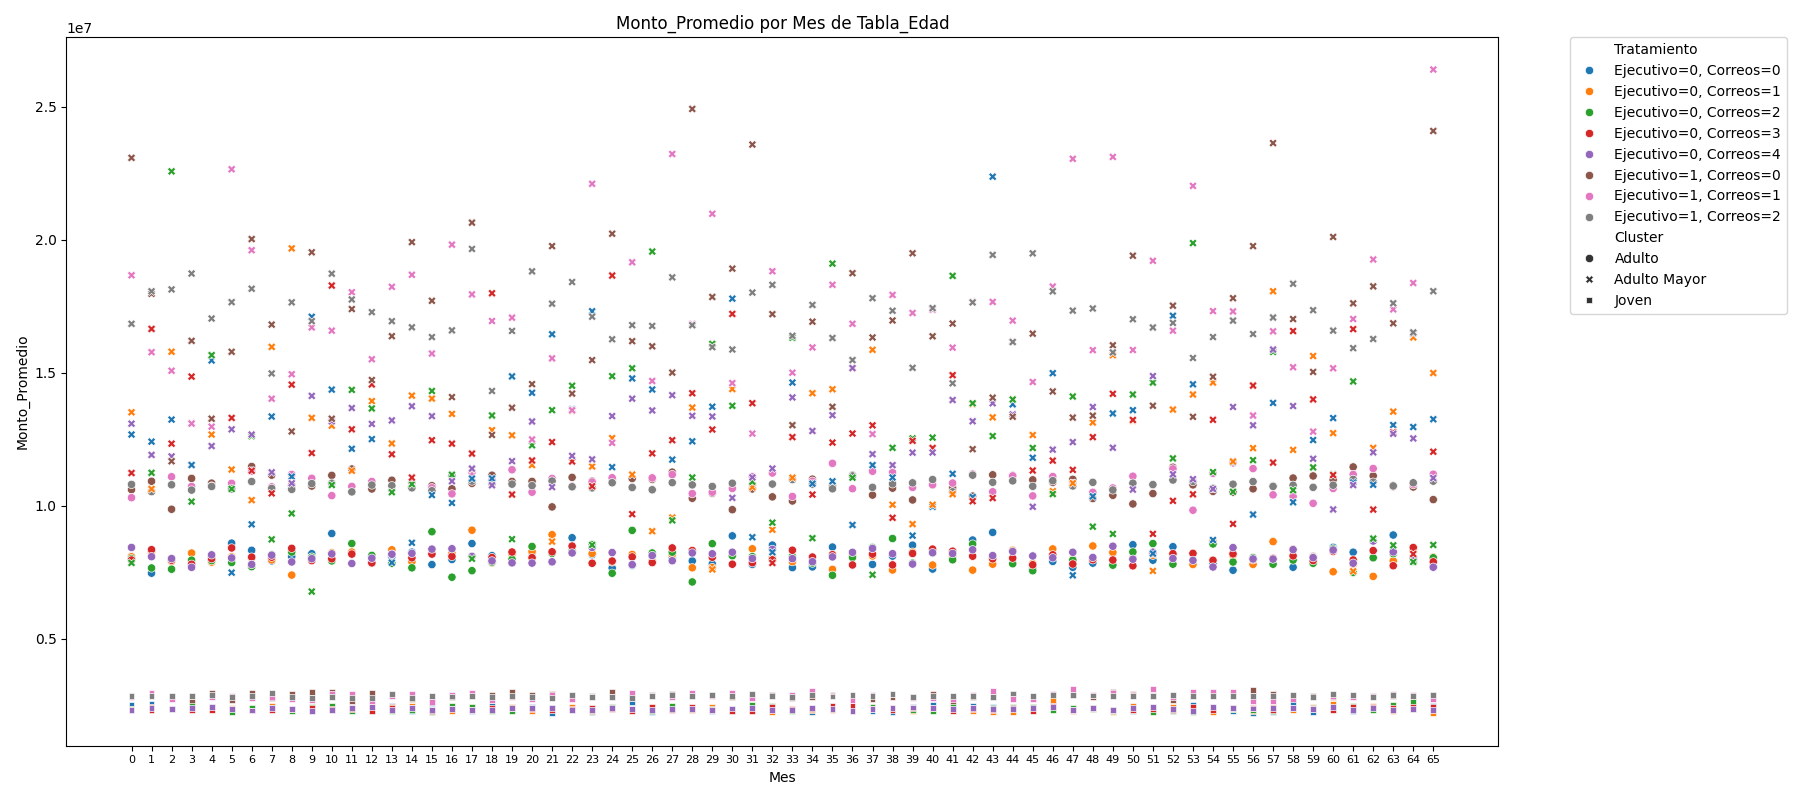 Monto_Promedio por Mes de Tabla_Edad
1e7
2.5
2.0
1.5
1.0
0.5
Monto_Promedio
0 1 2 3 4 5 6 7 8 9 10 11 12 13 14 15 16 17 18 19 20 21 22 23 24 25 26 27 28 29 30 31 32 33 34 35 36 37 38 39 40 41 42 43 44 45 46 47 48 49 50 51 52 53 54 55 56 57 58 59 60 61 62 63 64 65
Mes
Tratamiento
Ejecutivo=0, Correos=0
Ejecutivo=0, Correos=1
Ejecutivo=0, Correos=2
Ejecutivo=0, Correos=3
Ejecutivo=0, Correos=4
Ejecutivo=1, Correos=0
Ejecutivo=1, Correos=1
Ejecutivo=1, Correos=2
Cluster
Adulto
Adulto Mayor
Joven